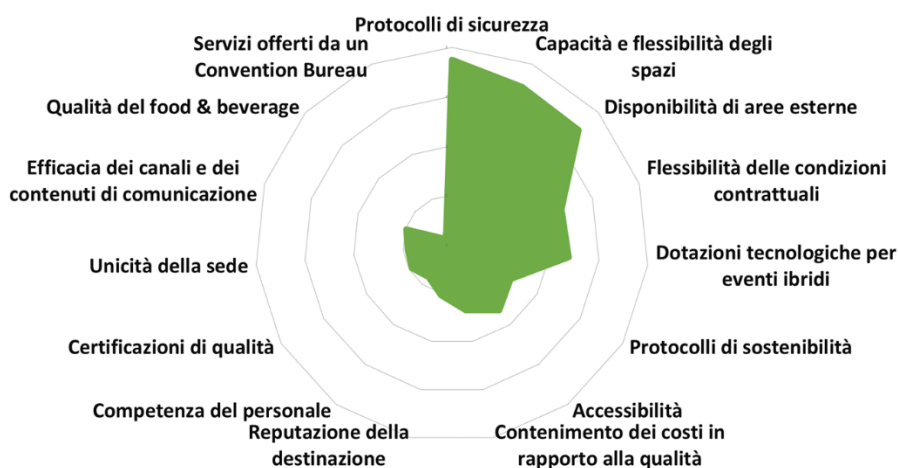 Protocolli di sicurezza
Capacità e flessibilità degli
spazi
Disponibilità di aree esterne
Flessibilità delle condizioni
contrattuali
Dotazioni tecnologiche per
eventi ibridi
Protocolli di sostenibilità
Accessibilità
Contenimento dei costi in
rapporto alla qualità
Reputazione della
destinazione
Competenza del personale
Certificazioni di qualità
Unicità della sede
Efficacia dei canali e dei
contenuti di comunicazione
Qualità del food & beverage
Servizi offerti da un
Convention Bureau